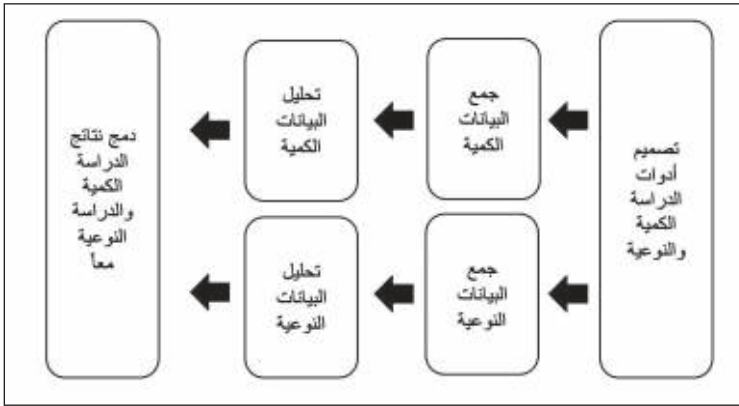 تصميم
أدوات
الدراسة
الكمية
والنوعية
جمع
البيانات
الكمية
تحليل
البيانات
الكمية
جمع
البيانات
النوعية
تحليل
البيانات
النوعية
دمج نتائج
الدراسة
الكمية
والدراسة
النوعية
معاً